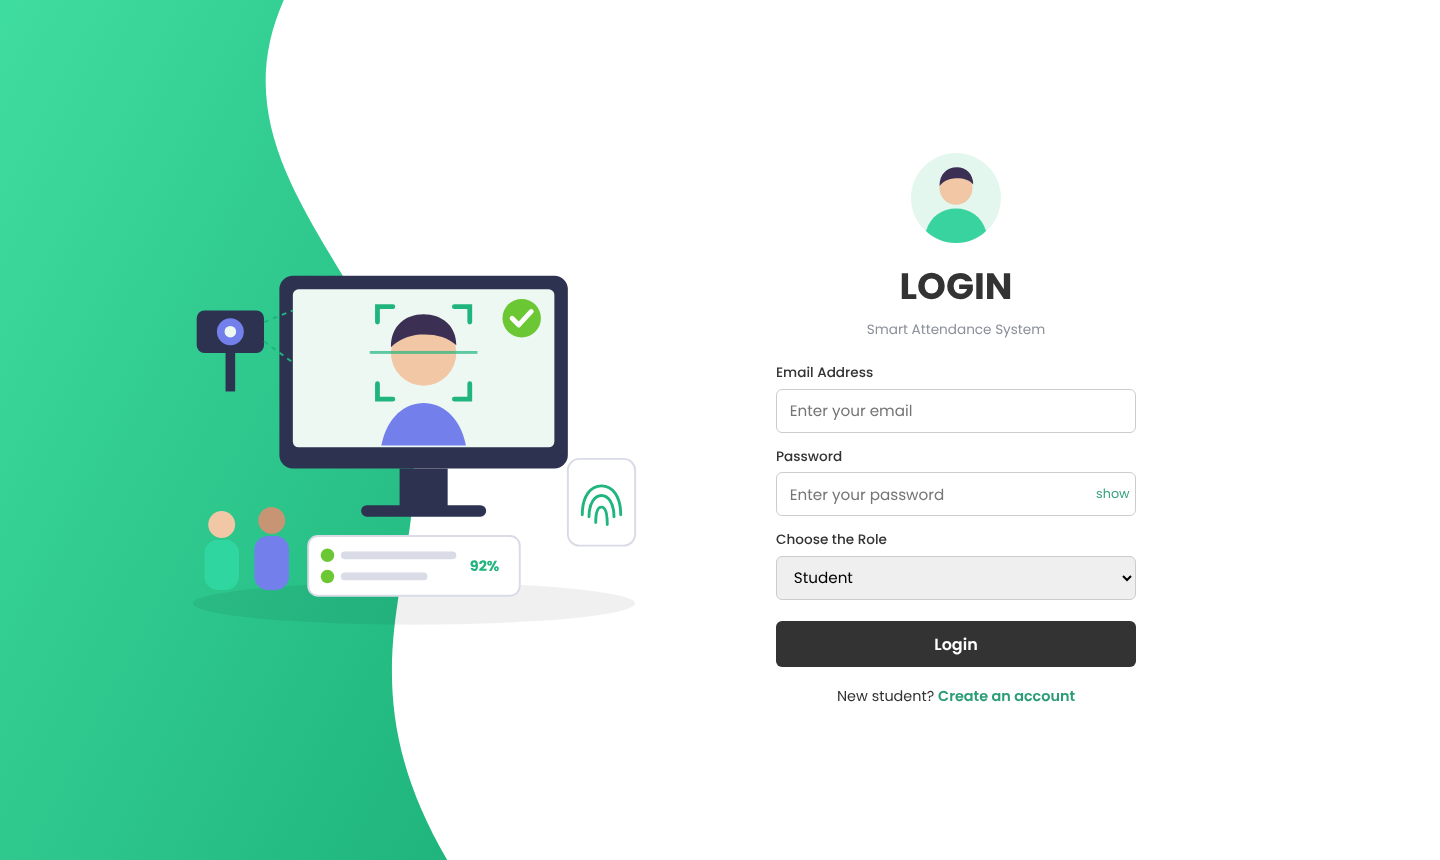 LOGIN
Smart Attendance System
Email Address
Enter your email
Password
Enter your password
show
Choose the Role
Student
Login
New student? Create an account
92%